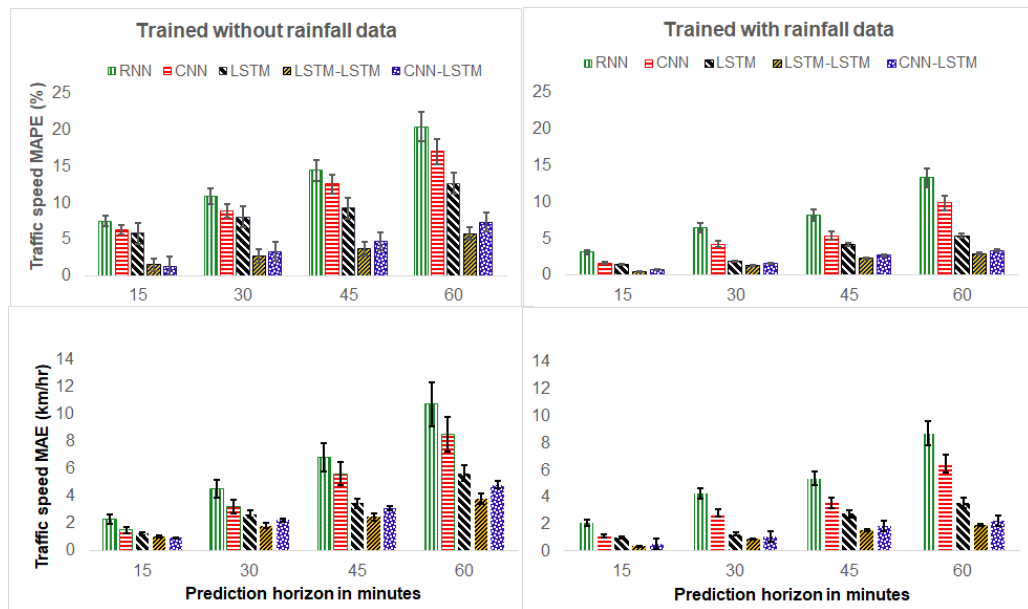 Trained without rainfall data
RNN CNN LSTM LSTM-LSTM CNN-LSTM
Traffic speed MAPE (%)
25
20
15
10
5
0
15 30 45 60
Trained with rainfall data
RNN CNN LSTM LSTM-LSTM CNN-LSTM
25
20
15
10
5
0
15 30 45 60
Traffic speed MAE (km/hr)
14
12
10
8
6
4
2
0
15 30 45 60
Prediction horizon in minutes
14
12
10
8
6
4
2
0
15 30 45 60
Prediction horizon in minutes